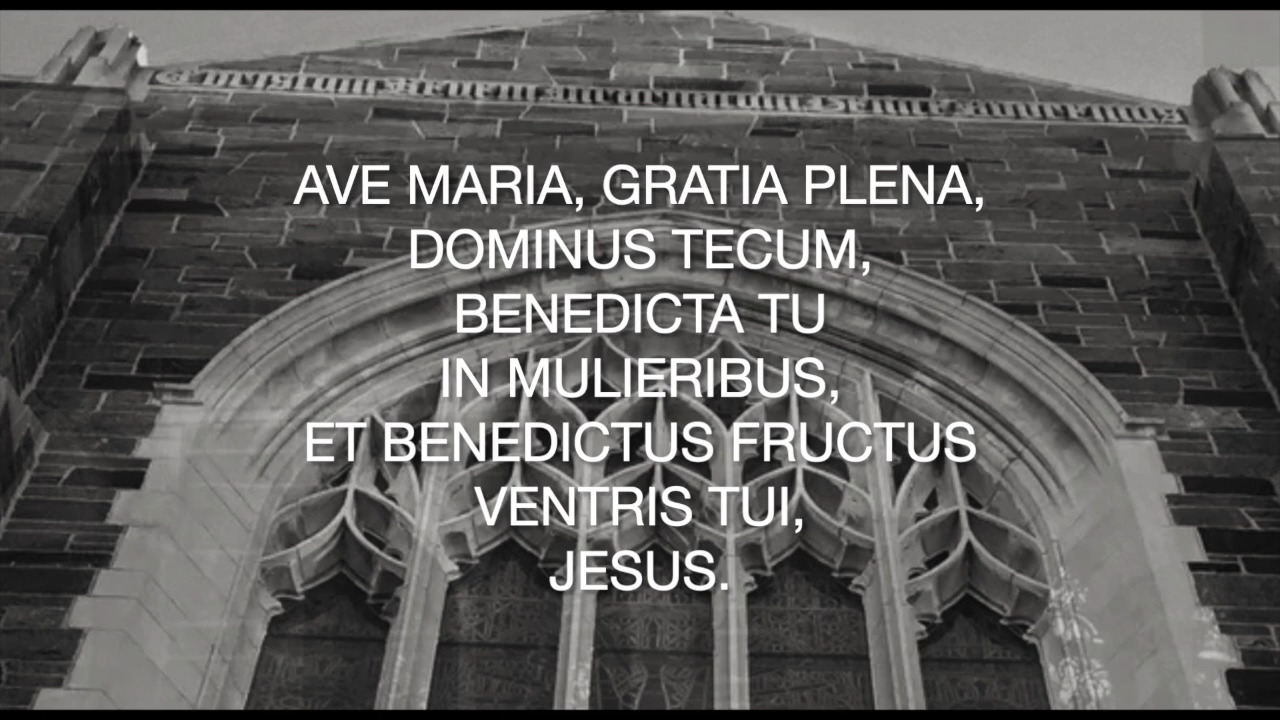 AVE MARIA, GRATIA PLENA,
DOMINUS TECUM,
BENEDICTA TU
IN MULIERIBUS,
ET BENEDICTUS FRUCTUS
VENTRIS TUI,
JESUS.